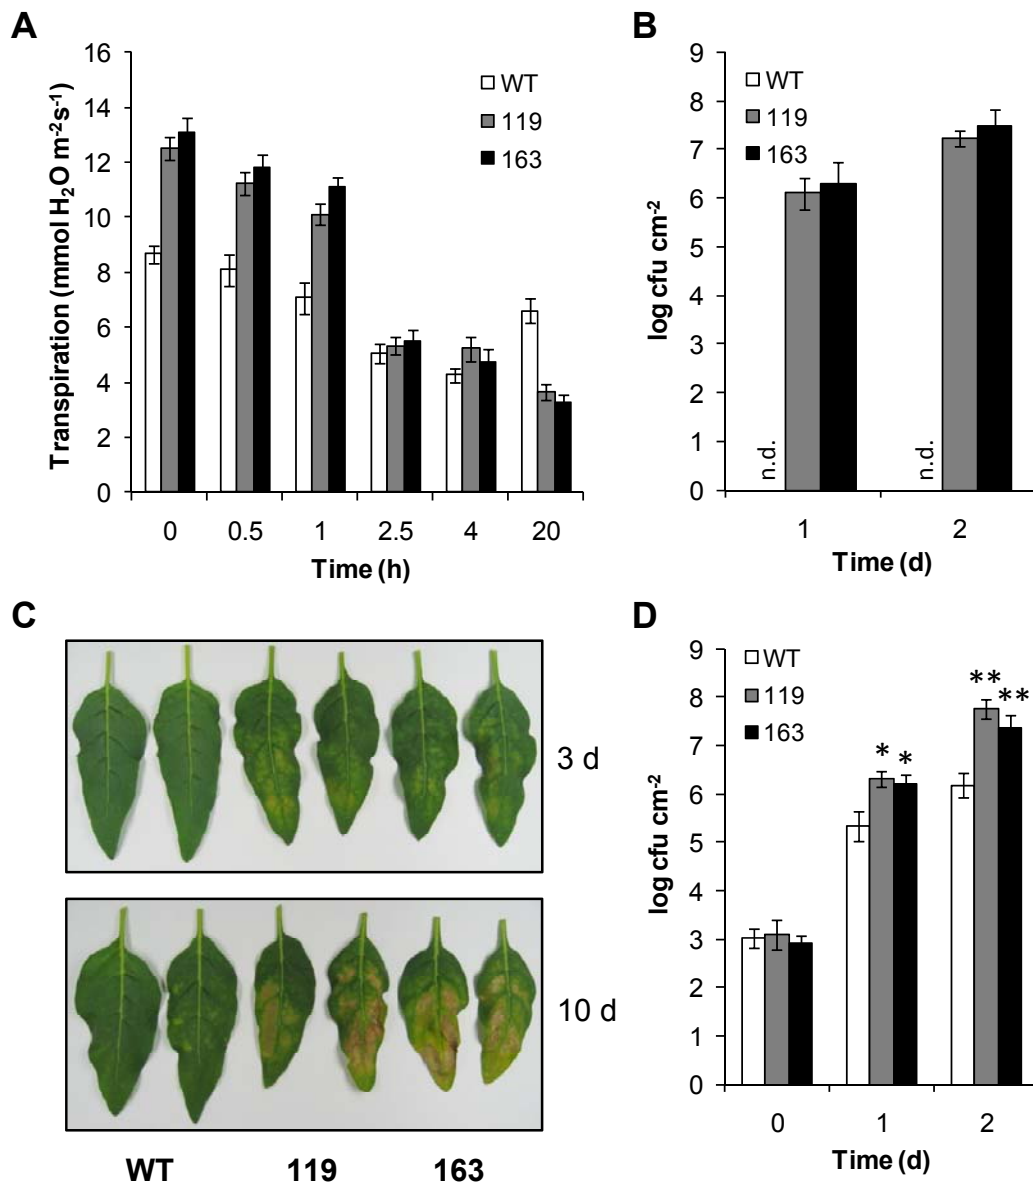 A
Transpiration (mmol H₂O m⁻²s⁻¹)
16
14
12
10
8
6
4
2
0
WT
119
163
0 0.5 1 2.5 4 20
Time (h)
B
log cfu cm⁻²
9
8
7
6
5
4
3
2
1
0
WT
119
163
n.d.
n.d.
1 2
Time (d)
C
3 d
10 d
WT 119 163
D
log cfu cm⁻²
9
8
7
6
5
4
3
2
1
0
WT
119
163
* *
** **
0 1 2
Time (d)